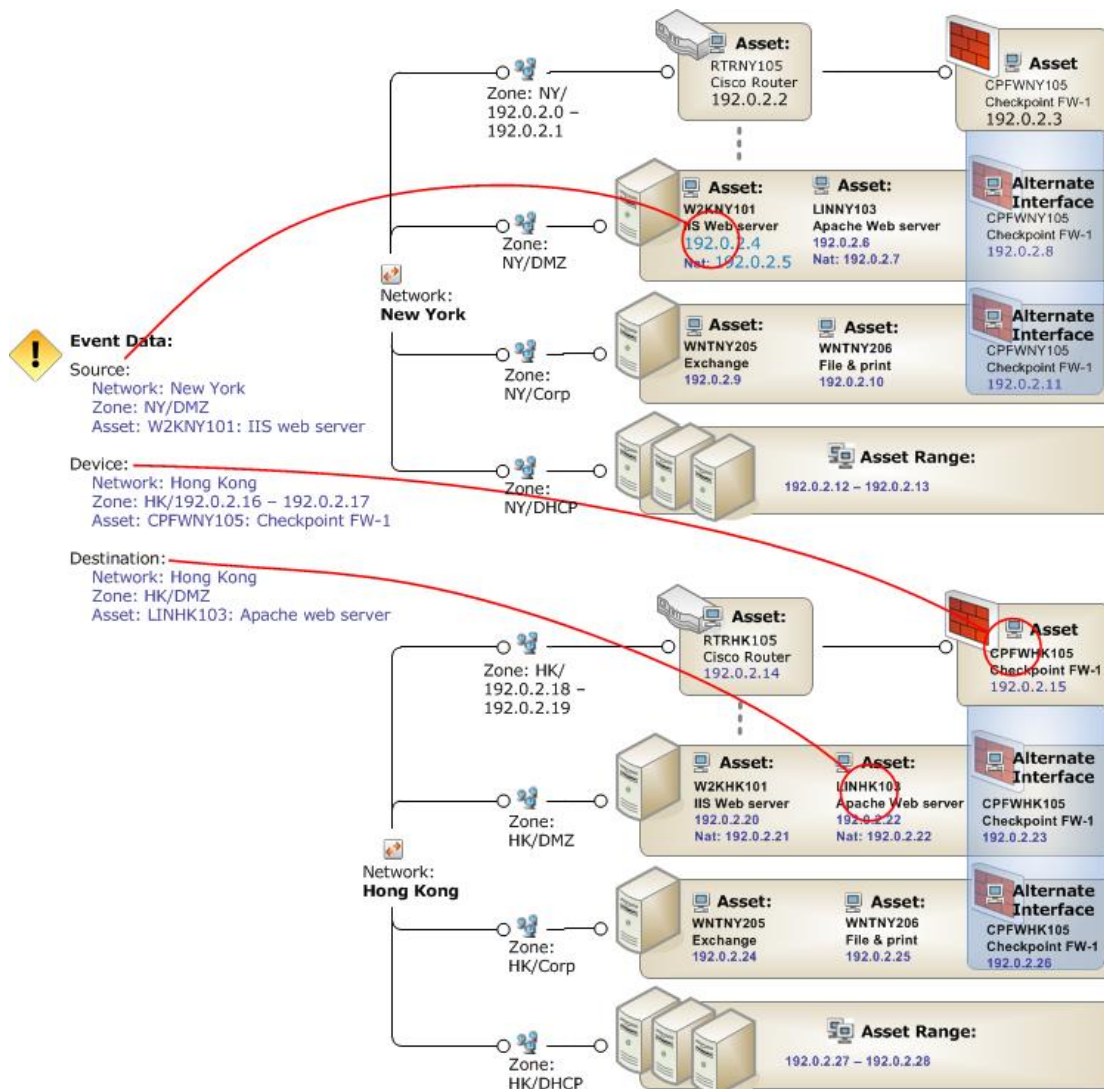 Asset:
RTRNY105
Cisco Router
192.0.2.2
Asset
CPFWNY105
Checkpoint FW-1
192.0.2.3
Zone: NY/
192.0.2.0 –
192.0.2.1
Asset:
W2KNY101
IIS Web server
192.0.2.4
Nat: 192.0.2.5
Asset:
LINNY103
Apache Web server
192.0.2.6
Nat: 192.0.2.7
Alternate
Interface
CPFWNY105
Checkpoint FW-1
192.0.2.8
Zone:
NY/DMZ
Network:
New York
Asset:
WNTNY205
Exchange
192.0.2.9
Asset:
WNTNY206
File & print
192.0.2.10
Alternate
Interface
CPFWNY105
Checkpoint FW-1
192.0.2.11
Zone:
NY/Corp
Event Data:
Source:
Network: New York
Zone: NY/DMZ
Asset: W2KNY101: IIS web server
Device:
Network: Hong Kong
Zone: HK/192.0.2.16 – 192.0.2.17
Asset: CPFWNY105: Checkpoint FW-1
Destination:
Network: Hong Kong
Zone: HK/DMZ
Asset: LINHK103: Apache web server
Asset Range:
192.0.2.12 – 192.0.2.13
Zone:
NY/DHCP
Asset:
RTRHK105
Cisco Router
192.0.2.14
Asset
CPFWHK105
Checkpoint FW-1
192.0.2.15
Zone: HK/
192.0.2.18 –
192.0.2.19
Asset:
W2KHK101
IIS Web server
192.0.2.20
Nat: 192.0.2.21
Asset:
LINHK103
Apache Web server
192.0.2.22
Nat: 192.0.2.22
Alternate
Interface
CPFWHK105
Checkpoint FW-1
192.0.2.23
Zone:
HK/DMZ
Network:
Hong Kong
Asset:
WNTNY205
Exchange
192.0.2.24
Asset:
WNTNY206
File & print
192.0.2.25
Alternate
Interface
CPFWHK105
Checkpoint FW-1
192.0.2.26
Zone:
HK/Corp
Asset Range:
192.0.2.27 – 192.0.2.28
Zone:
HK/DHCP